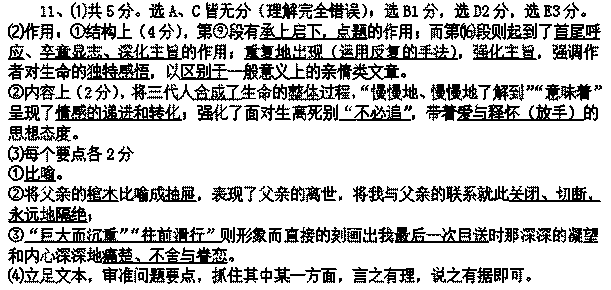 11、⑴共5分。选A、C皆无分（理解完全错误），选B1分，选D2分，选E3分。
⑵作用：①结构上（4分），第⑨段有承上启下，点题的作用；而第⒃段则起到了首尾呼
应、卒章显志、深化主旨的作用；重复地出现（运用反复的手法），强化主旨，强调作
者对生命的独特感悟，以区别于一般意义上的亲情类文章。
②内容上（2分），将三代人合成了生命的整体过程，“慢慢地、慢慢地了解到”“意味着”
呈现了情感的递进和转化；强化了面对生离死别“不必追”，带着爱与释怀（放手）的
思想态度。
⑶每个要点各2分
①比喻。
②将父亲的棺木比喻成抽屉，表现了父亲的离世，将我与父亲的联系就此关闭、切断，
永远地隔绝；
③“巨大而沉重”“往前滑行”则形象而直接的刻画出我最后一次目送时那深深的凝望
和内心深深地痛楚、不舍与眷恋。
⑷立足文本，审准问题要点，抓住其中某一方面，言之有理，说之有据即可。